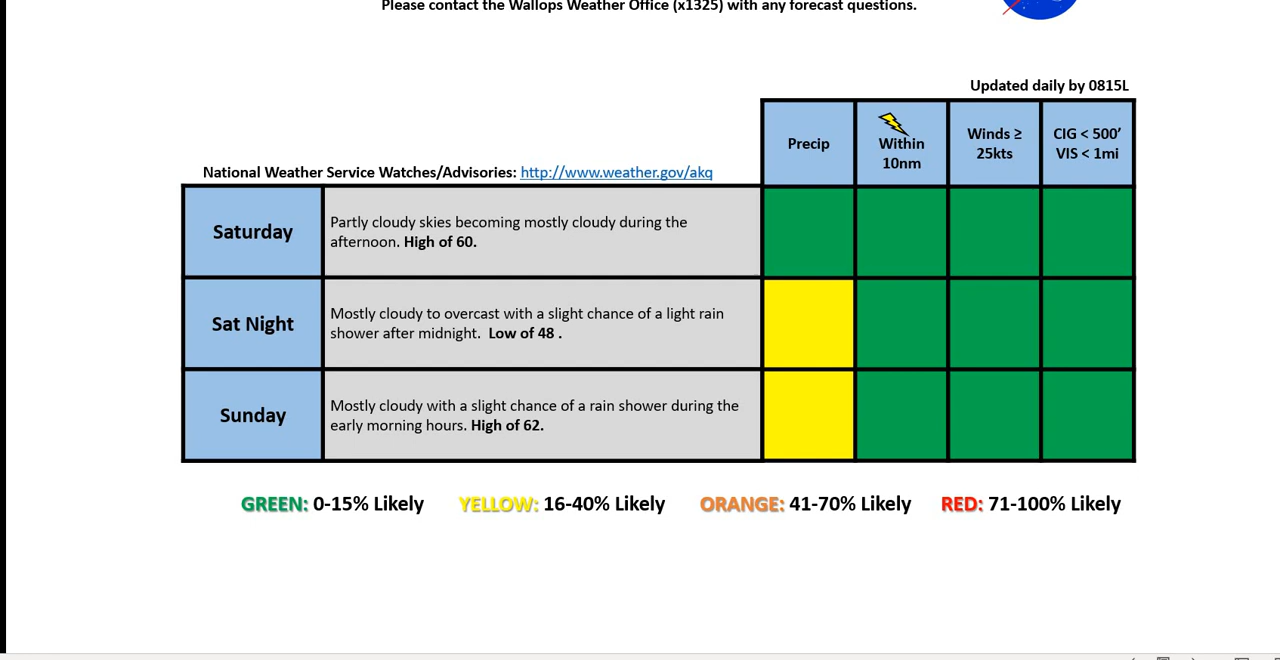 Please contact the Wallops Weather Office (x1325) with any forecast questions.
Updated daily by 0815L
National Weather Service Watches/Advisories: http://www.weather.gov/akq
Precip
Within
10nm
Winds ≥
25kts
CIG < 500’
VIS < 1mi
Saturday
Partly cloudy skies becoming mostly cloudy during the
afternoon. High of 60.
Sat Night
Mostly cloudy to overcast with a slight chance of a light rain
shower after midnight.  Low of 48 .
Sunday
Mostly cloudy with a slight chance of a rain shower during the
early morning hours. High of 62.
GREEN: 0-15% Likely
YELLOW: 16-40% Likely
ORANGE: 41-70% Likely
RED: 71-100% Likely